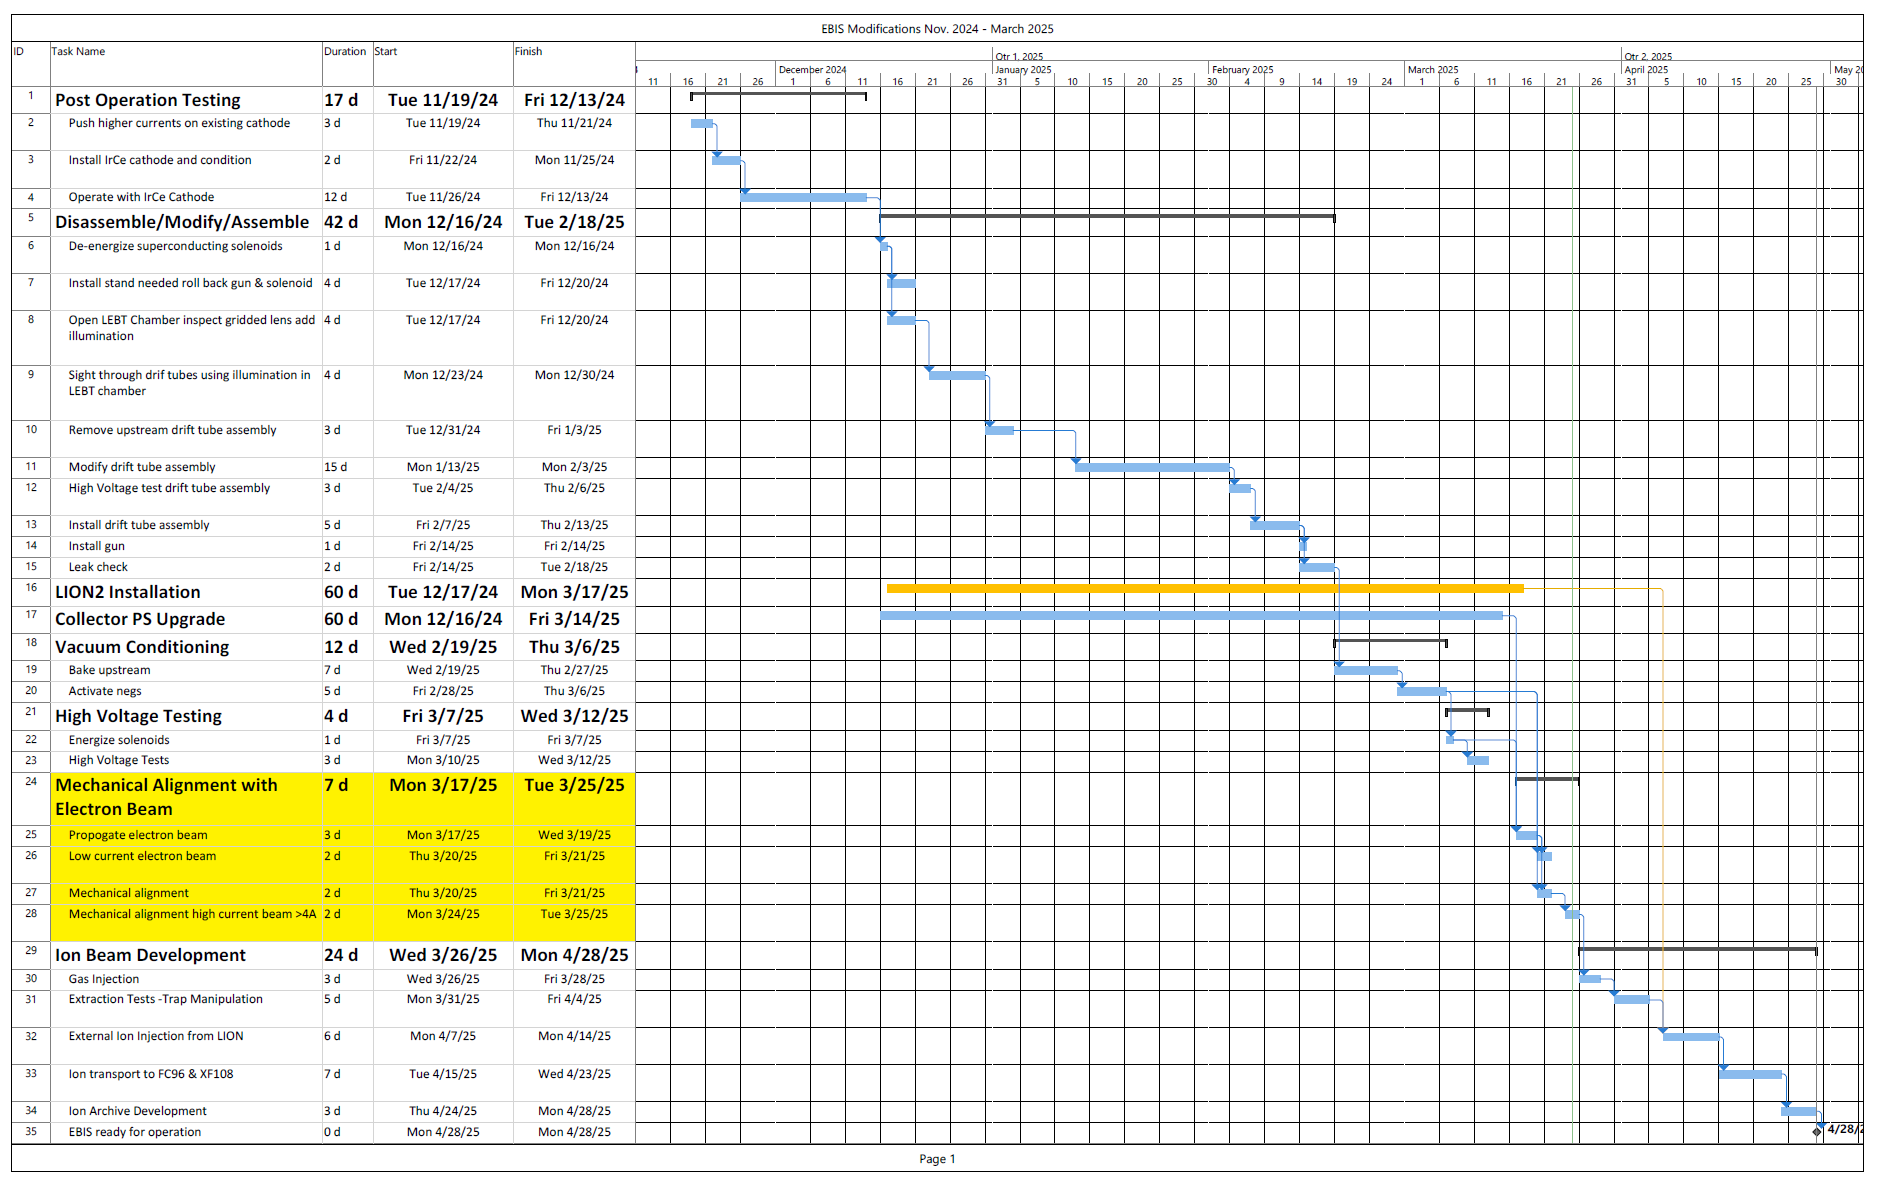 EBIS Modifications Nov. 2024 - March 2025
ID Task Name Duration Start Finish
Qtr 1, 2025 Qtr 2, 2025
December 2024 January 2025 February 2025 March 2025 April 2025 May 20
11 16 21 26 1 6 11 16 21 26 31 5 10 15 20 25 30 4 9 14 19 24 1 6 11 16 21 26 31 5 10 15 20 25 30
1 Post Operation Testing 17 d Tue 11/19/24 Fri 12/13/24
2 Push higher currents on existing cathode 3 d Tue 11/19/24 Thu 11/21/24
3 Install IrCe cathode and condition 2 d Fri 11/22/24 Mon 11/25/24
4 Operate with IrCe Cathode 12 d Tue 11/26/24 Fri 12/13/24
5 Disassemble/Modify/Assemble 42 d Mon 12/16/24 Tue 2/18/25
6 De-energize superconducting solenoids 1 d Mon 12/16/24 Mon 12/16/24
7 Install stand needed roll back gun & solenoid 4 d Tue 12/17/24 Fri 12/20/24
8 Open LEBT Chamber inspect gridded lens add 4 d Tue 12/17/24 Fri 12/20/24
illumination
9 Sight through drif tubes using illumination in 4 d Mon 12/23/24 Mon 12/30/24
LEBT chamber
10 Remove upstream drift tube assembly 3 d Tue 12/31/24 Fri 1/3/25
11 Modify drift tube assembly 15 d Mon 1/13/25 Mon 2/3/25
12 High Voltage test drift tube assembly 3 d Tue 2/4/25 Thu 2/6/25
13 Install drift tube assembly 5 d Fri 2/7/25 Thu 2/13/25
14 Install gun 1 d Fri 2/14/25 Fri 2/14/25
15 Leak check 2 d Fri 2/14/25 Tue 2/18/25
16 LION2 Installation 60 d Tue 12/17/24 Mon 3/17/25
17 Collector PS Upgrade 60 d Mon 12/16/24 Fri 3/14/25
18 Vacuum Conditioning 12 d Wed 2/19/25 Thu 3/6/25
19 Bake upstream 7 d Wed 2/19/25 Thu 2/27/25
20 Activate negs 5 d Fri 2/28/25 Thu 3/6/25
21 High Voltage Testing 4 d Fri 3/7/25 Wed 3/12/25
22 Energize solenoids 1 d Fri 3/7/25 Fri 3/7/25
23 High Voltage Tests 3 d Mon 3/10/25 Wed 3/12/25
24 Mechanical Alignment with 7 d Mon 3/17/25 Tue 3/25/25
Electron Beam
25 Propogate electron beam 3 d Mon 3/17/25 Wed 3/19/25
26 Low current electron beam 2 d Thu 3/20/25 Fri 3/21/25
27 Mechanical alignment 2 d Thu 3/20/25 Fri 3/21/25
28 Mechanical alignment high current beam >4A 2 d Mon 3/24/25 Tue 3/25/25
29 Ion Beam Development 24 d Wed 3/26/25 Mon 4/28/25
30 Gas Injection 3 d Wed 3/26/25 Fri 3/28/25
31 Extraction Tests -Trap Manipulation 5 d Mon 3/31/25 Fri 4/4/25
32 External Ion Injection from LION 6 d Mon 4/7/25 Mon 4/14/25
33 Ion transport to FC96 & XF108 7 d Tue 4/15/25 Wed 4/23/25
34 Ion Archive Development 3 d Thu 4/24/25 Mon 4/28/25
35 EBIS ready for operation 0 d Mon 4/28/25 Mon 4/28/25
4/28/2
Page 1